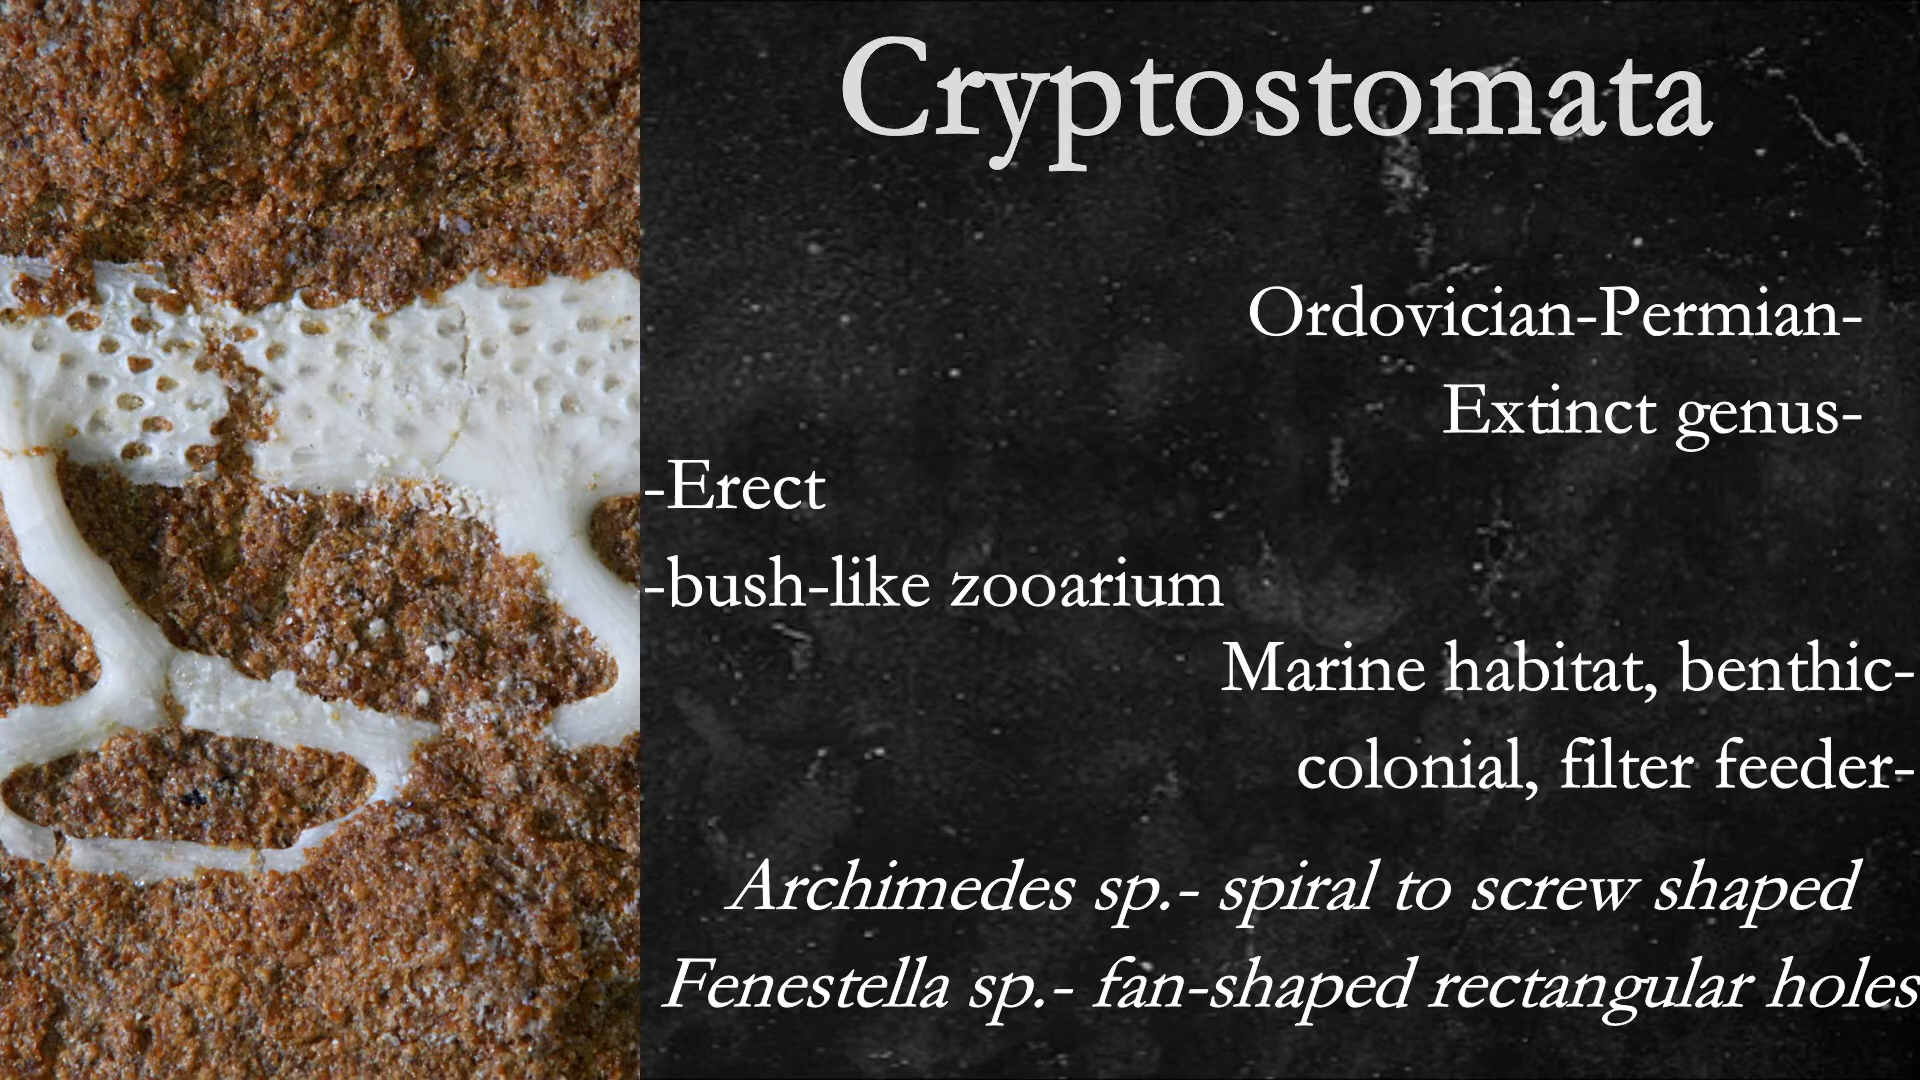 Cryptostomata
Ordovician-Permian-
Extinct genus-
-Erect
-bush-like zooarium
Marine habitat, benthic-
colonial, filter feeder-
Archimedes sp.- spiral to screw shaped
Fenestella sp.- fan-shaped rectangular holes